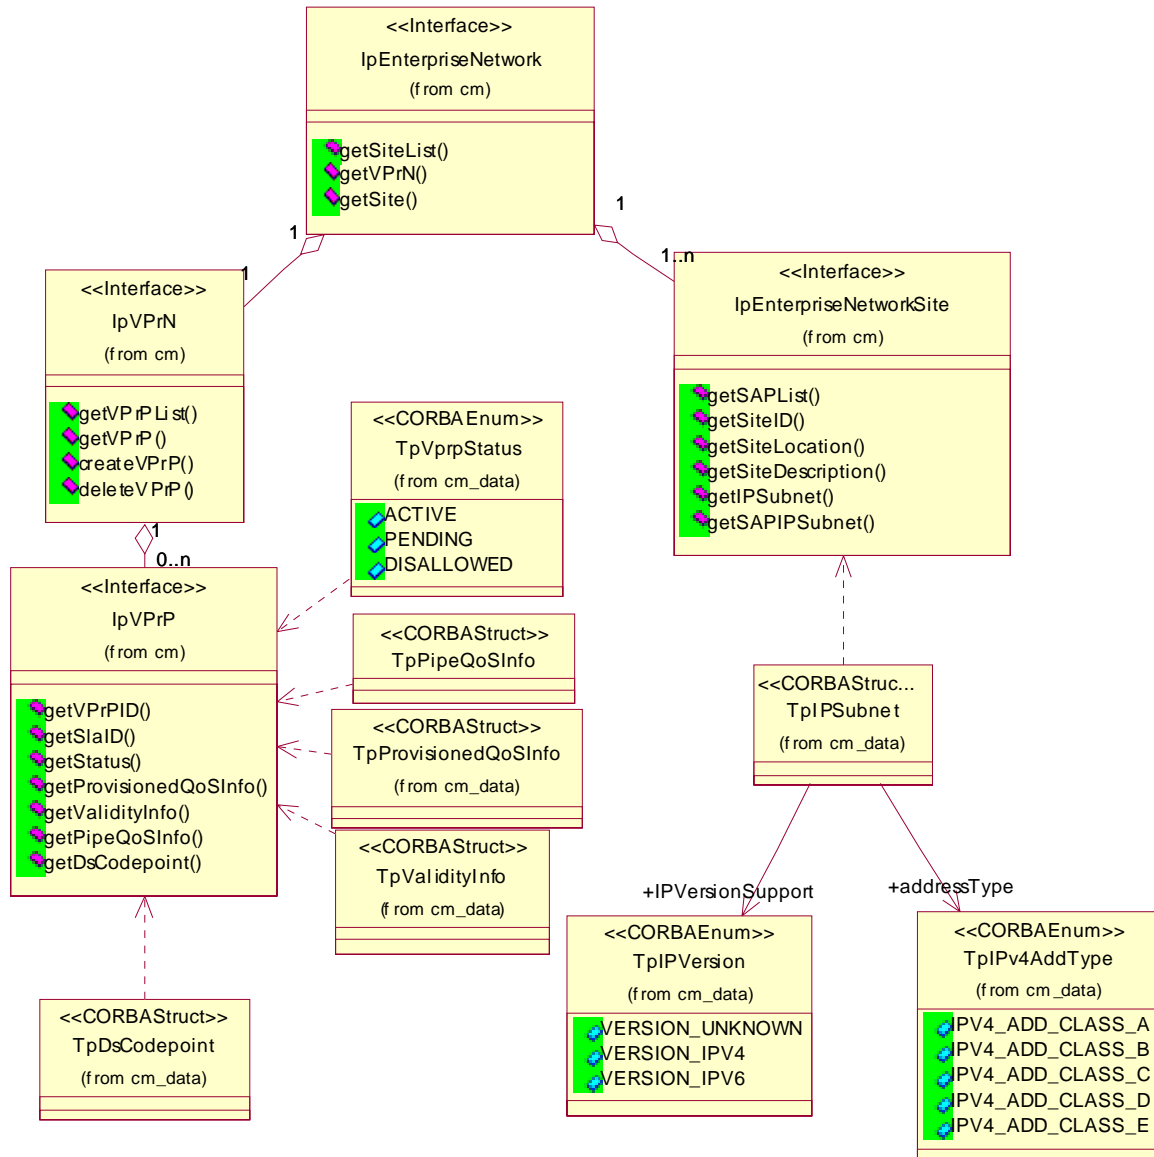 <<Interface>>
IpEnterpriseNetwork
(from cm)
getSiteList()
getVPrN()
getSite()
1
1
1
1..n
<<Interface>>
IpVPrN
(from cm)
getVPrPList()
getVPrP()
createVPrP()
deleteVPrP()
<<Interface>>
IpEnterpriseNetworkSite
(from cm)
getSAPList()
getSiteID()
getSiteLocation()
getSiteDescription()
getIPSubnet()
getSAPIPSubnet()
<<CORBAEnum>>
TpVprpStatus
(from cm_data)
ACTIVE
PENDING
DISALLOWED
1
0..n
<<Interface>>
IpVPrP
(from cm)
getVPrPID()
getSlaID()
getStatus()
getProvisionedQoSInfo()
getValidityInfo()
getPipeQoSInfo()
getDsCodepoint()
<<CORBAStruct>>
TpPipeQoSInfo
<<CORBAStruct>>
TpProvisionedQoSInfo
(from cm_data)
<<CORBAStruct>>
TpValidityInfo
(from cm_data)
<<CORBAStruc...
TpIPSubnet
(from cm_data)
+IPVersionSupport
+addressType
<<CORBAStruct>>
TpDsCodepoint
(from cm_data)
<<CORBAEnum>>
TpIPVersion
(from cm_data)
VERSION_UNKNOWN
VERSION_IPV4
VERSION_IPV6
<<CORBAEnum>>
TpIPv4AddType
(from cm_data)
IPV4_ADD_CLASS_A
IPV4_ADD_CLASS_B
IPV4_ADD_CLASS_C
IPV4_ADD_CLASS_D
IPV4_ADD_CLASS_E